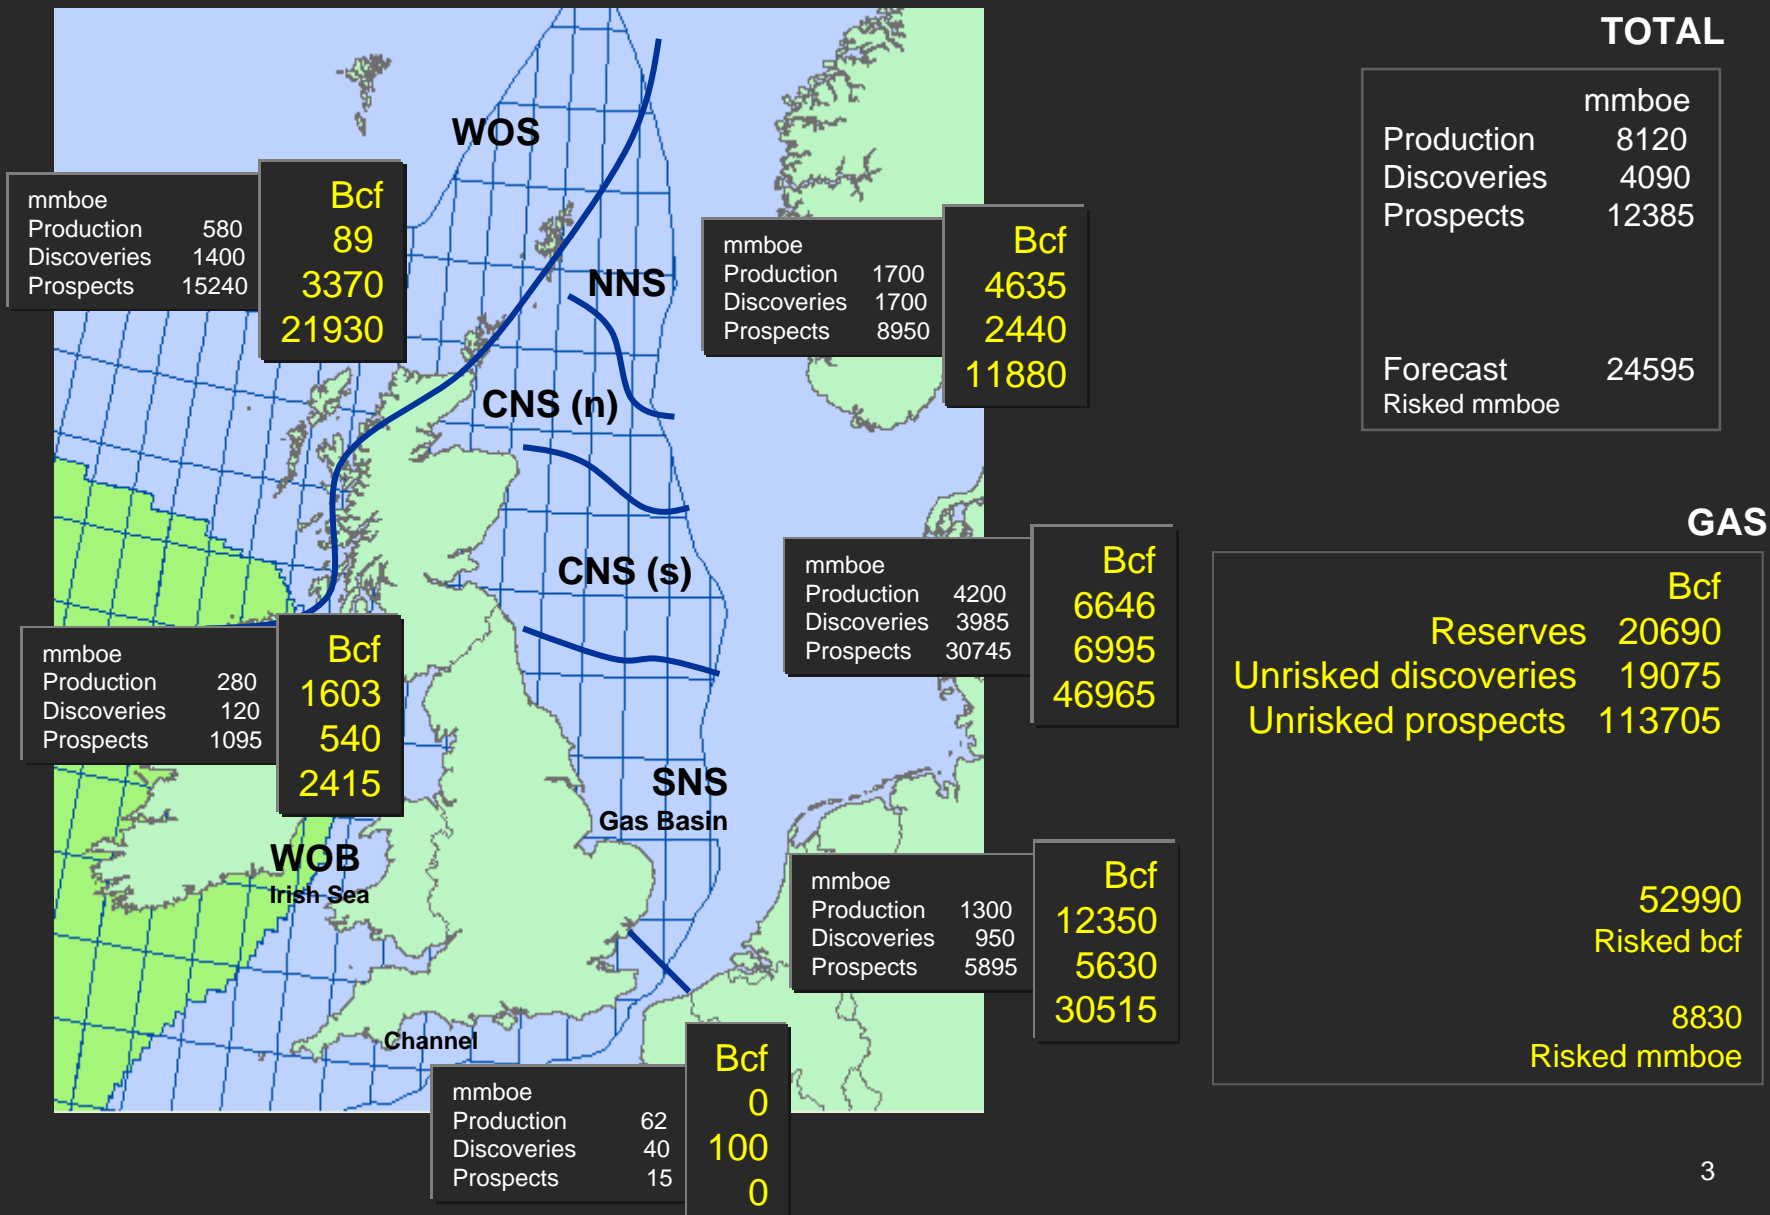 TOTAL
mmboe
Production 8120
Discoveries 4090
Prospects 12385
Forecast 24595
Risked mmboe
WOS
mmboe
Production 580
Discoveries 1400
Prospects 15240
Bcf
89
3370
21930
NNS
mmboe
Production 1700
Discoveries 1700
Prospects 8950
Bcf
4635
2440
11880
CNS (n)
CNS (s)
mmboe
Production 4200
Discoveries 3985
Prospects 30745
Bcf
6646
6995
46965
GAS
Bcf
Reserves 20690
Unrisked discoveries 19075
Unrisked prospects 113705
52990
Risked bcf
8830
Risked mmboe
mmboe
Production 280
Discoveries 120
Prospects 1095
Bcf
1603
540
2415
SNS
Gas Basin
WOB
Irish Sea
mmboe
Production 1300
Discoveries 950
Prospects 5895
Bcf
12350
5630
30515
Channel
mmboe
Production 62
Discoveries 40
Prospects 15
Bcf
0
100
0
3